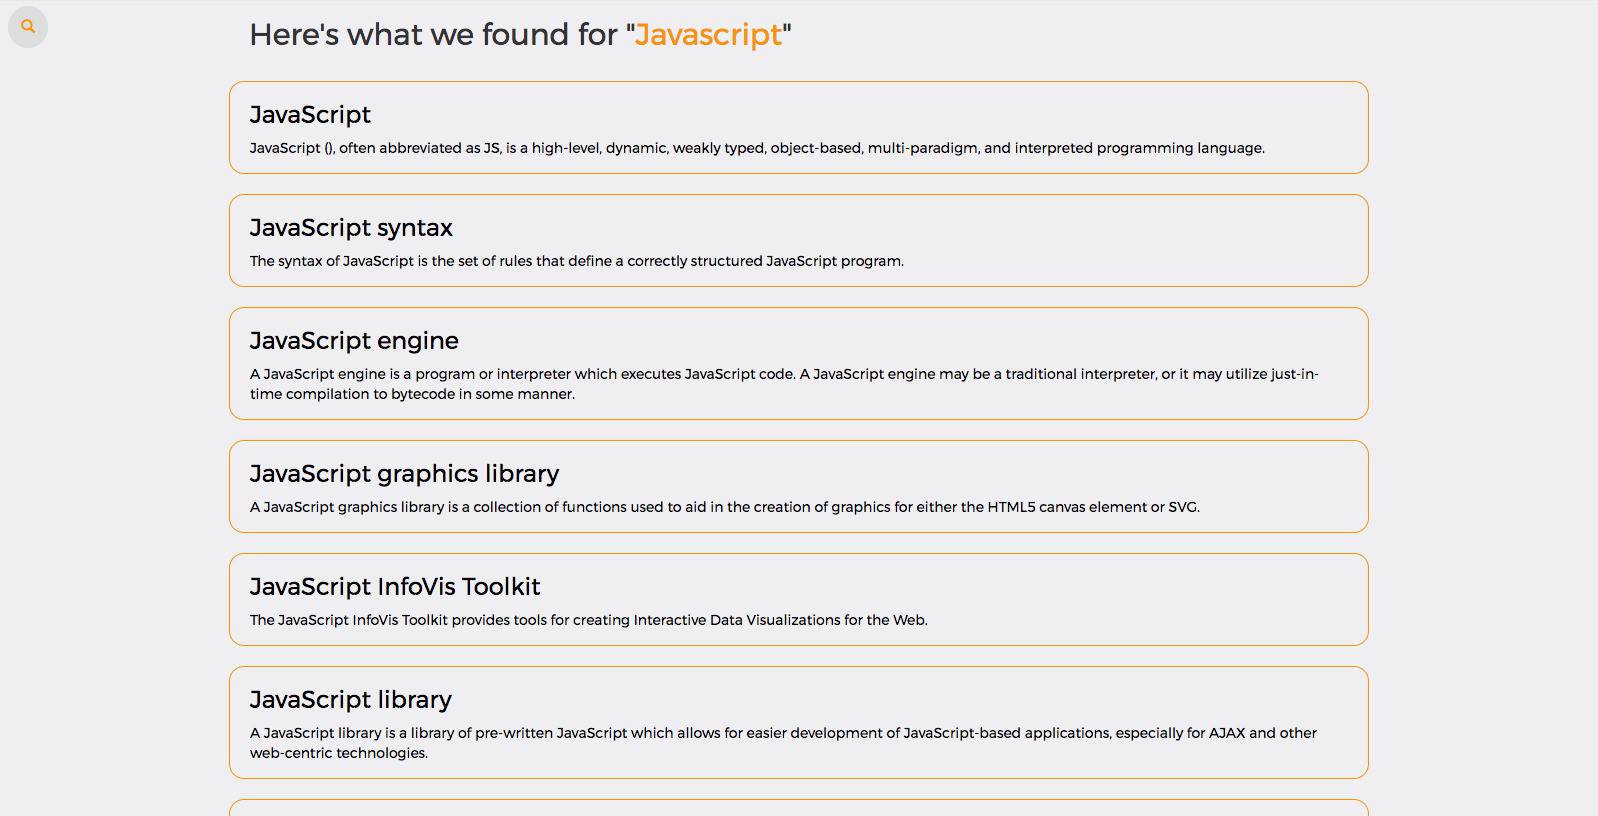 Here's what we found for "Javascript"
JavaScript
JavaScript (), often abbreviated as JS, is a high-level, dynamic, weakly typed, object-based, multi-paradigm, and interpreted programming language.
JavaScript syntax
The syntax of JavaScript is the set of rules that define a correctly structured JavaScript program.
JavaScript engine
A JavaScript engine is a program or interpreter which executes JavaScript code. A JavaScript engine may be a traditional interpreter, or it may utilize just-in-
time compilation to bytecode in some manner.
JavaScript graphics library
A JavaScript graphics library is a collection of functions used to aid in the creation of graphics for either the HTML5 canvas element or SVG.
JavaScript InfoVis Toolkit
The JavaScript InfoVis Toolkit provides tools for creating Interactive Data Visualizations for the Web.
JavaScript library
A JavaScript library is a library of pre-written JavaScript which allows for easier development of JavaScript-based applications, especially for AJAX and other
web-centric technologies.